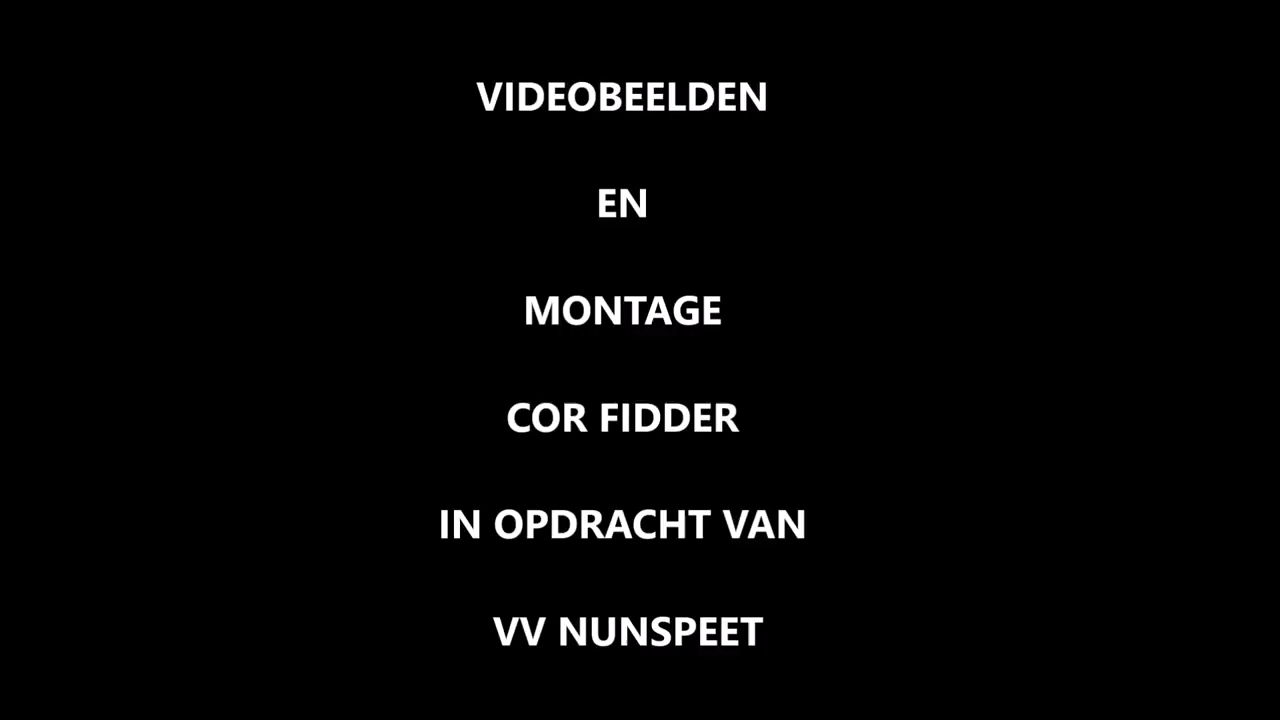 VIDEOBEELDEN
EN
MONTAGE
COR FIDDER
IN OPDRACHT VAN
VV NUNSPEET